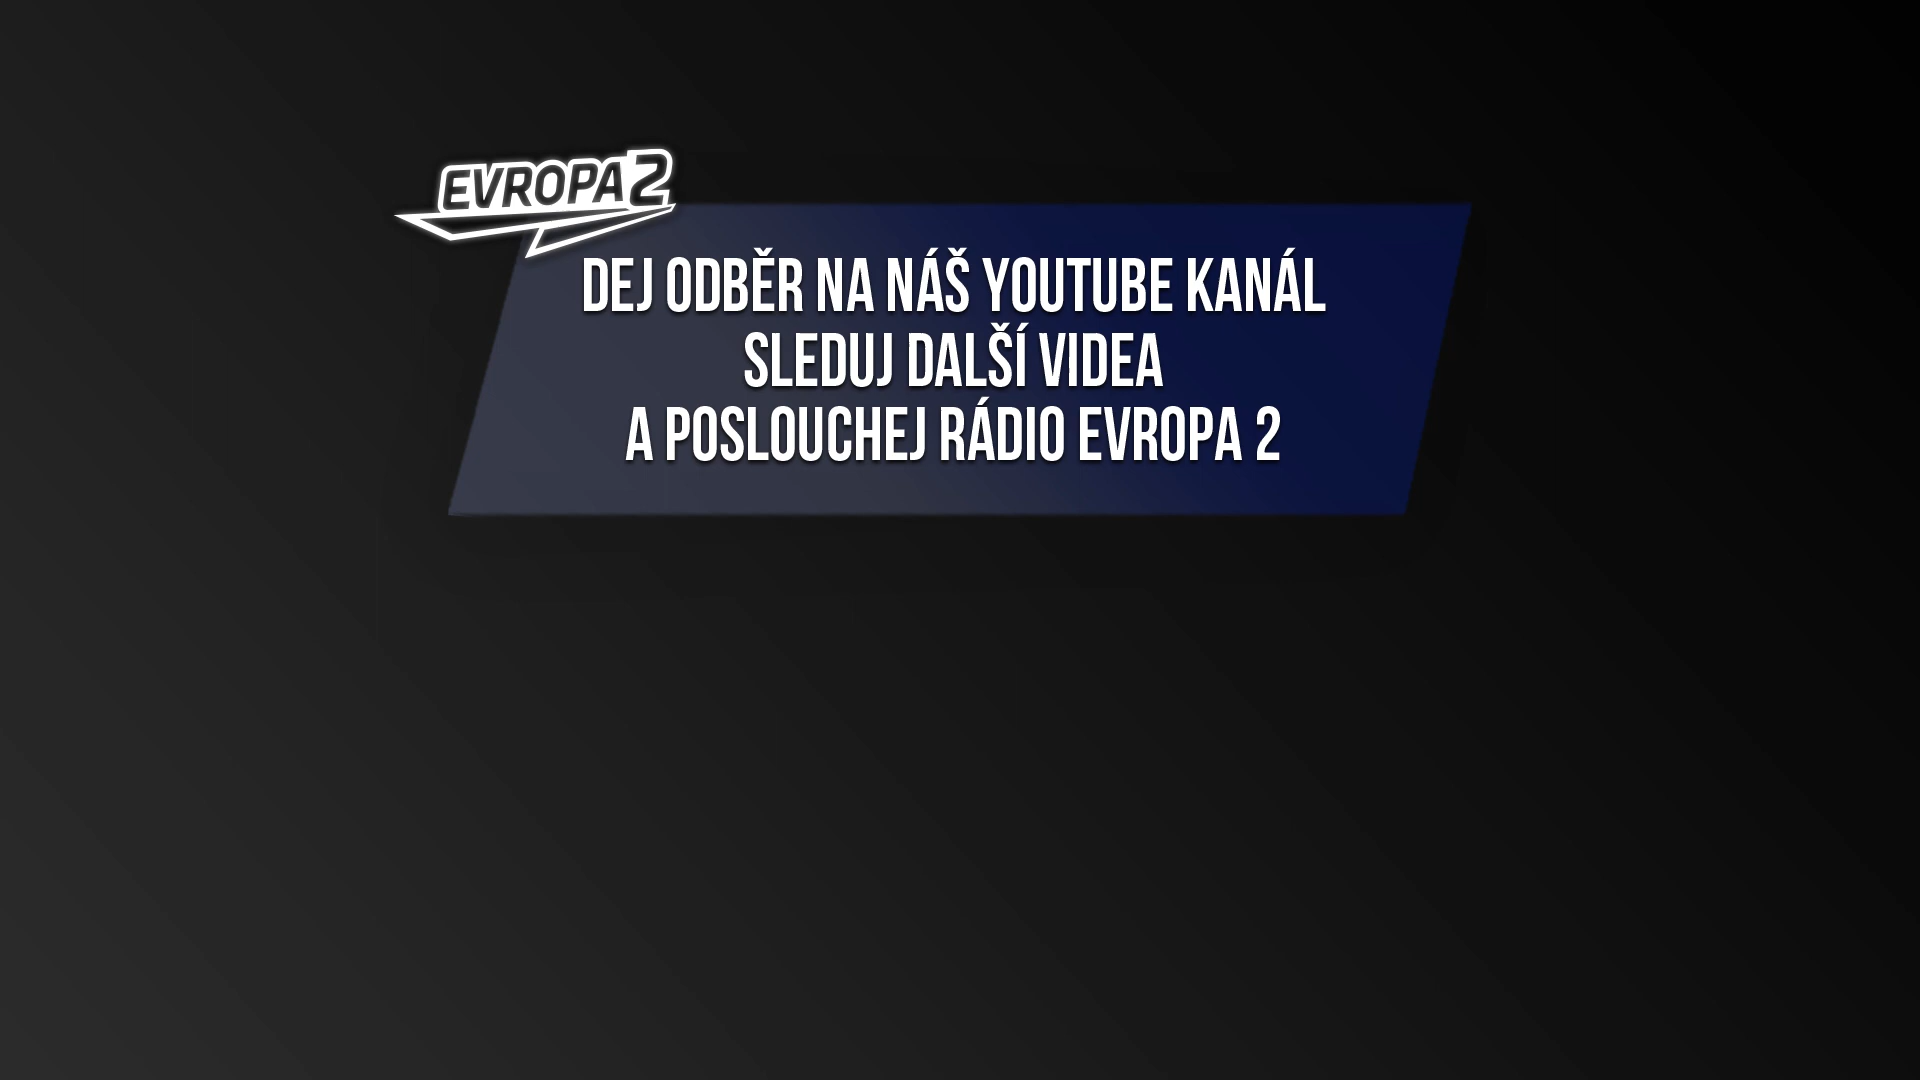 EVROPA 2
DEJ ODBĚR NA NÁŠ YOUTUBE KANÁL
SLEDUJ DALŠÍ VIDEA
A POSLOUCHEJ RÁDIO EVROPA 2